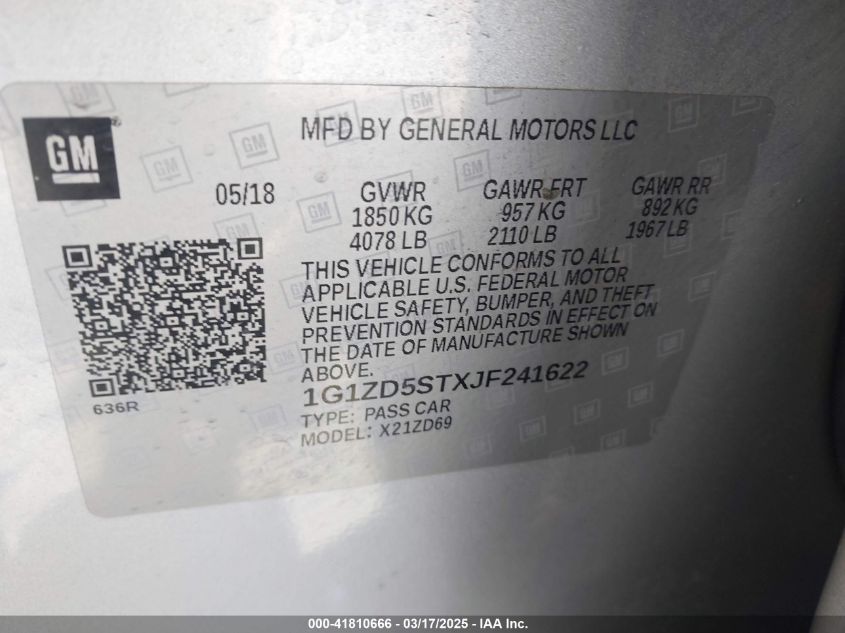 GM
MFD BY GENERAL MOTORS LLC
05/18
GVWR
1850 KG
4078 LB
GAWR FRT
957 KG
2110 LB
GAWR RR
892 KG
1967 LB
THIS VEHICLE CONFORMS TO ALL
APPLICABLE U.S. FEDERAL MOTOR
VEHICLE SAFETY, BUMPER, AND THEFT
PREVENTION STANDARDS IN EFFECT ON
THE DATE OF MANUFACTURE SHOWN
ABOVE.
1G1ZD5STXJF241622
TYPE: PASS CAR
MODEL: X21ZD69
636R
000-41810666 - 03/17/2025 - IAA Inc.